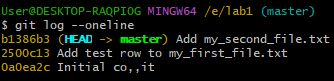 User@DESKTOP-RAQPIOG MINGW64 /e/lab1 (master)
$ git log --oneline
b1386b3 (HEAD -> master) Add my_second_file.txt
2500c13 Add test row to my_first_file.txt
0a0ea2c Initial co,,it